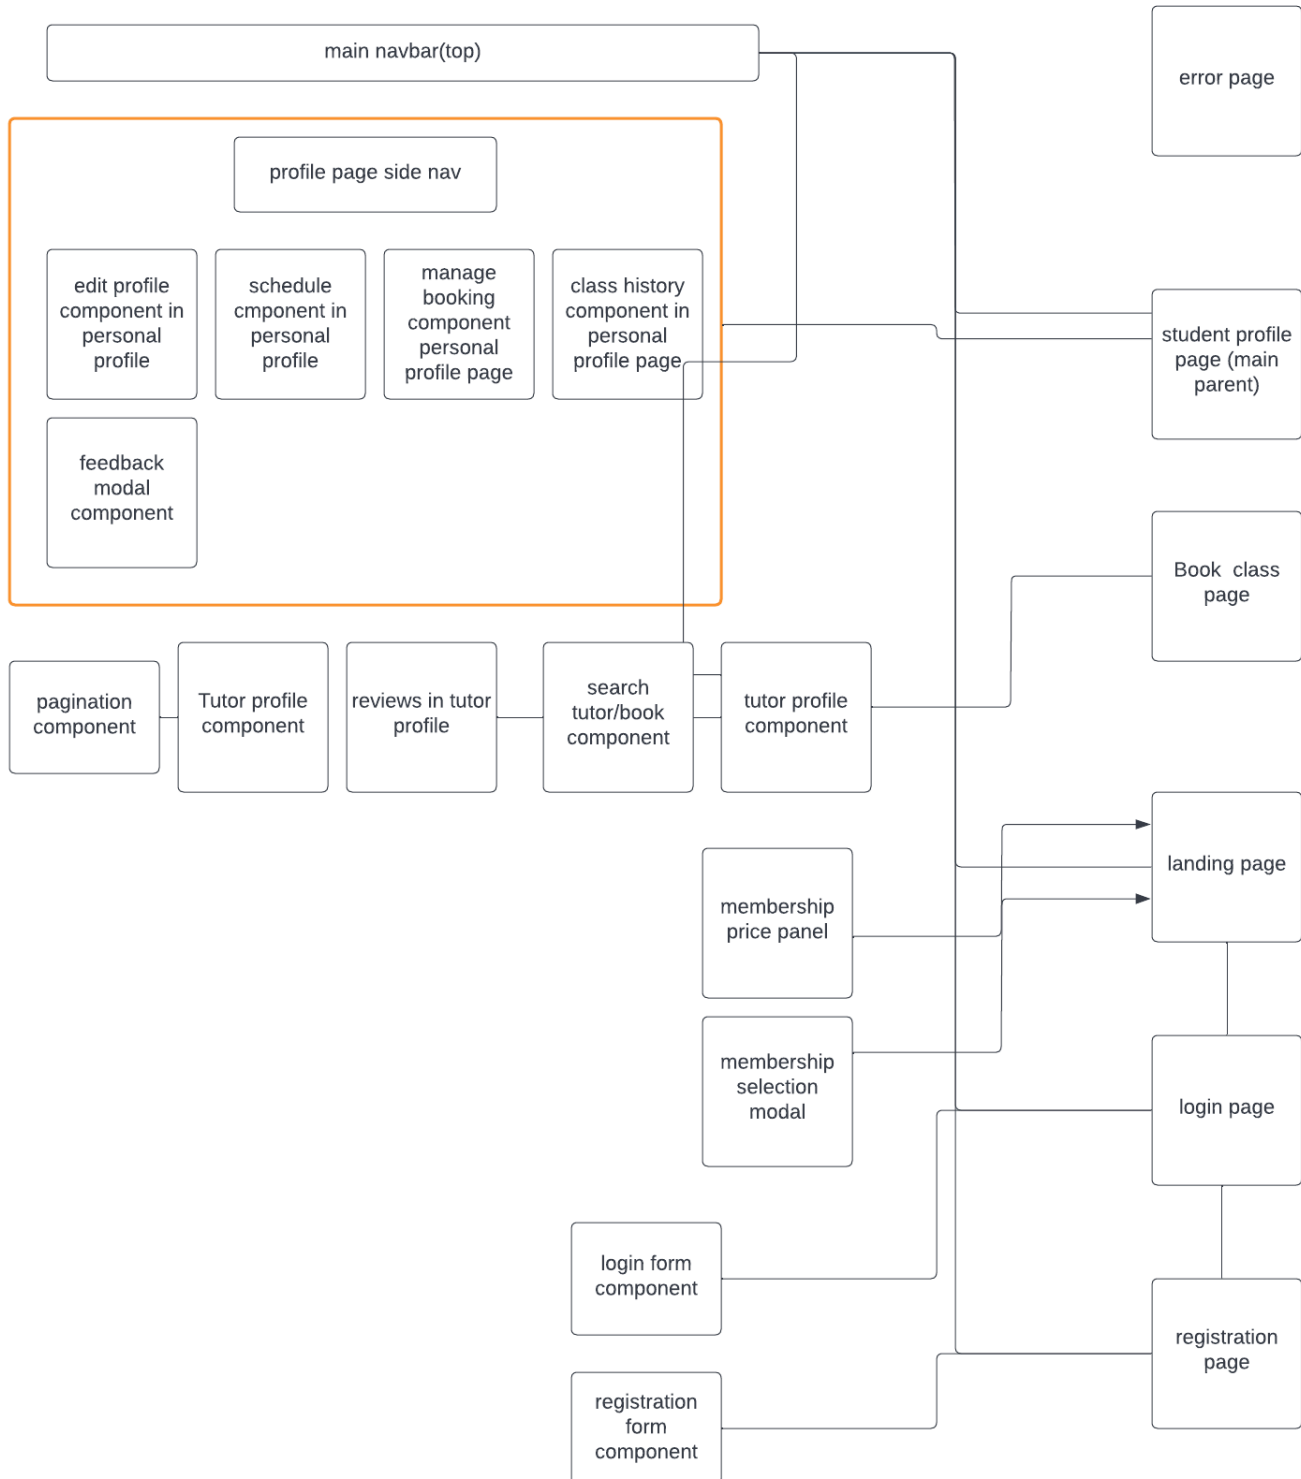 main navbar(top)
error page
profile page side nav
edit profile
component in
personal
profile
schedule
cmponent in
personal
profile
manage
booking
component
personal
profile page
class history
component in
personal
profile page
student profile
page (main
parent)
feedback
modal
component
Book  class
page
pagination
component
Tutor profile
component
reviews in tutor
profile
search
tutor/book
component
tutor profile
component
landing page
membership
price panel
membership
selection
modal
login page
login form
component
registration
page
registration
form
component